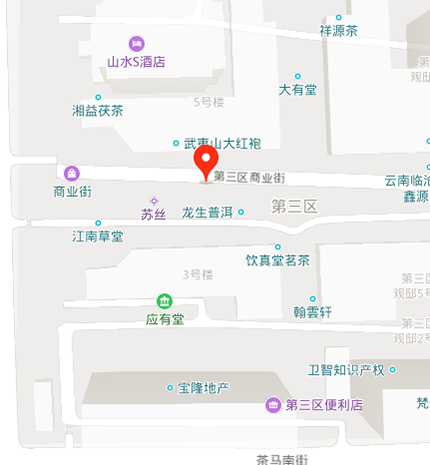 祥源茶
山水S酒店
第三
观邸
大有堂
5号楼
湘益茯茶
武夷山大红袍
第三区商业街
云南临沧
鑫源
商业街
苏丝
龙生普洱
第三区
江南草堂
饮真堂茗茶
3号楼
第三区
观邸5号
翰雲轩
应有堂
第三区
观邸2号
卫智知识产权
宝隆地产
第三区便利店
梵
茶马南街